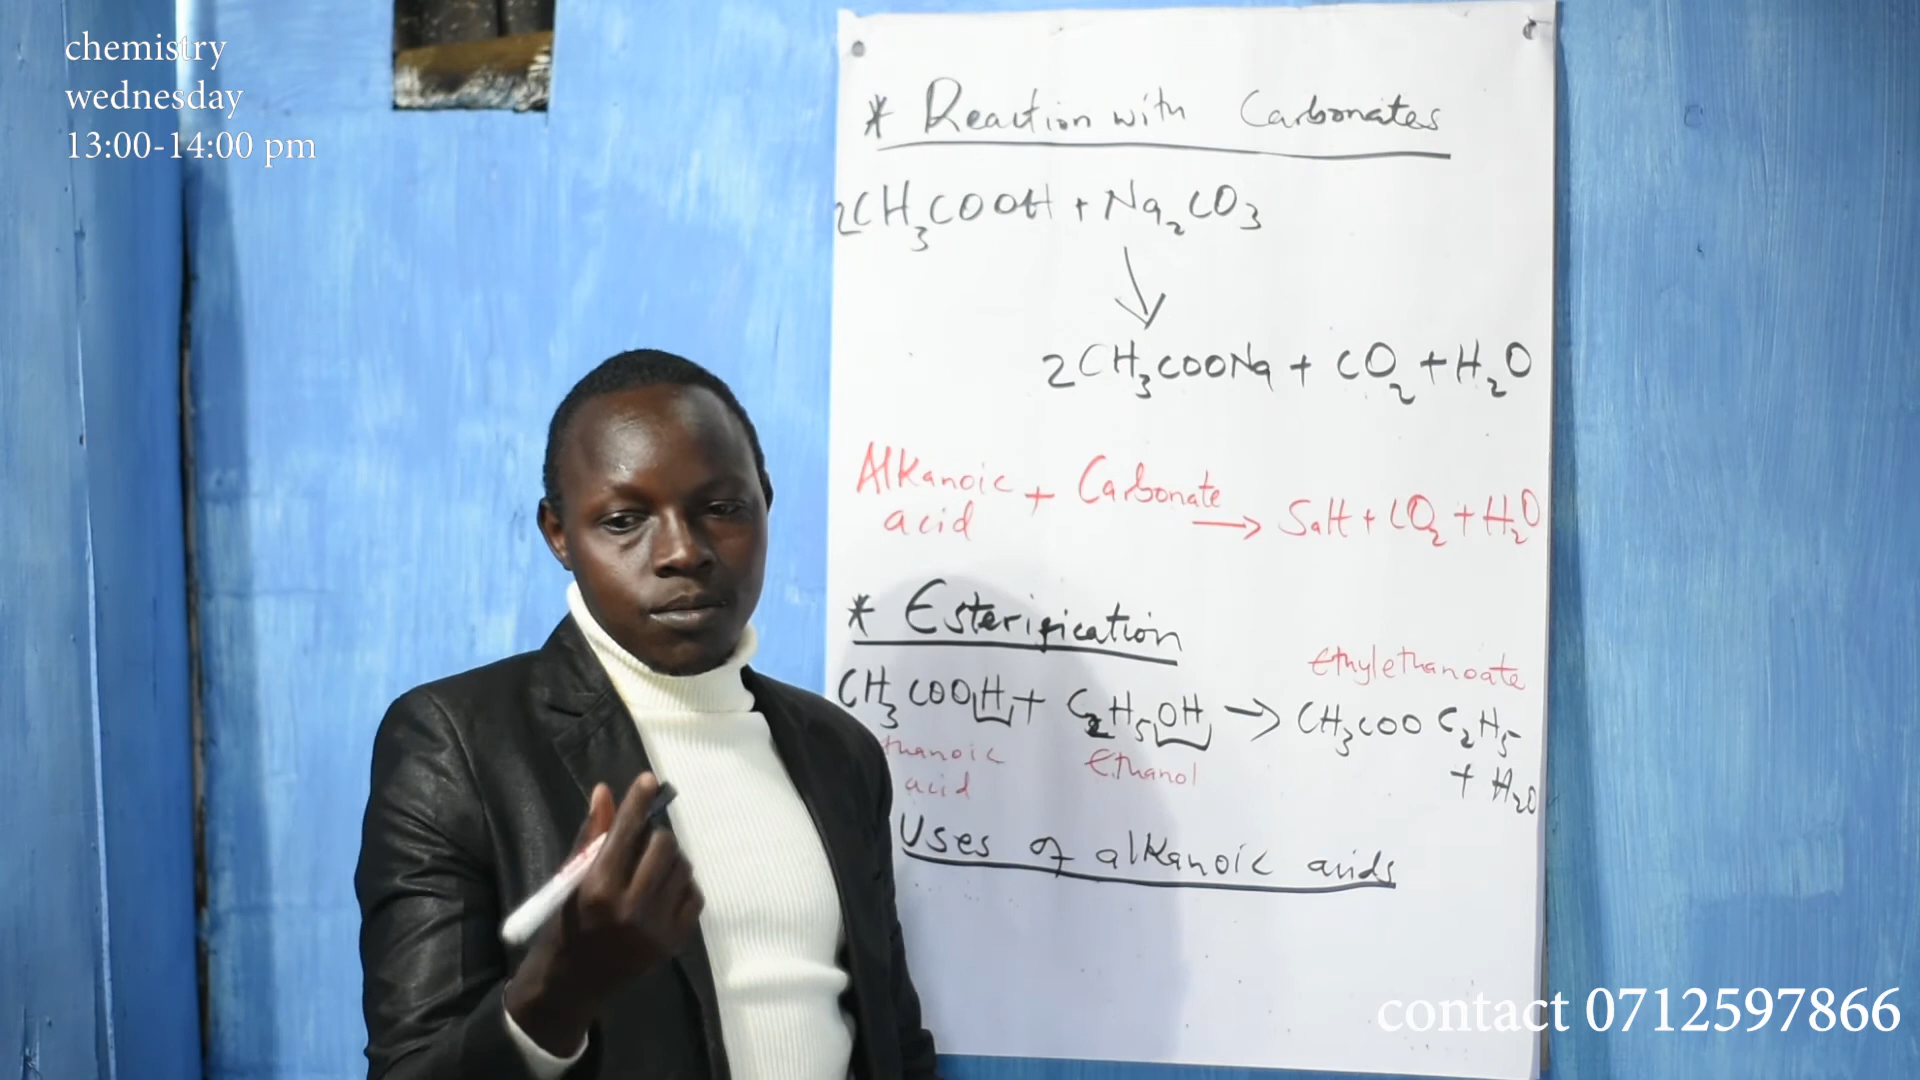 chemistry
wednesday
13:00-14:00 pm
* Reaction with Carbonates
2CH₃COOH + Na₂CO₃
↓
2CH₃COONa + CO₂ + H₂O
Alkanoic acid + Carbonate → Salt + CO₂ + H₂O
* Esterification
Ethylethanoate
CH₃COOH + C₂H₅OH → CH₃COOC₂H₅
+ H₂O
thanoic acid
Ethanol
Uses of alkanoic acids
contact 0712597866